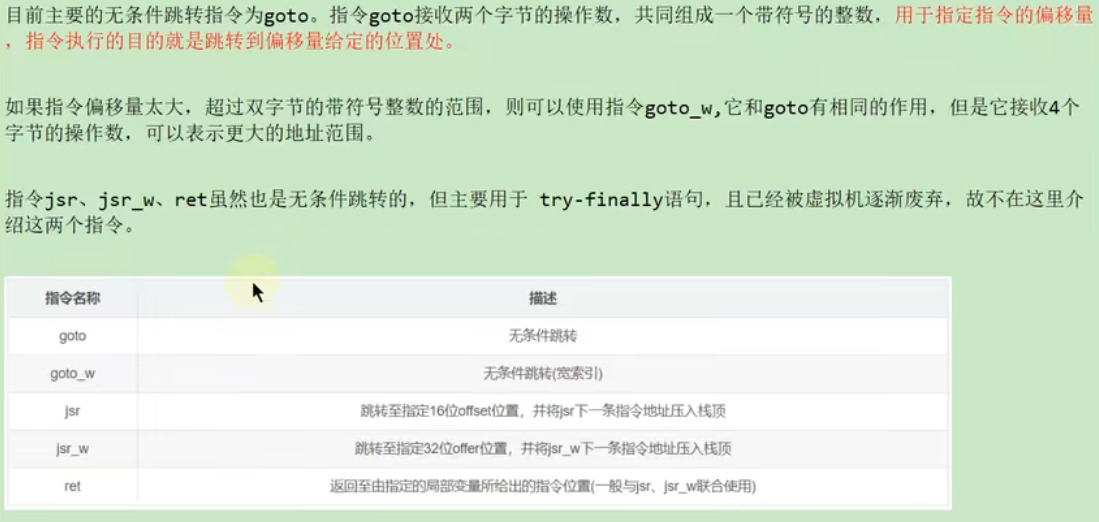 目前主要的无条件跳转指令为goto。指令goto接收两个字节的操作数，共同组成一个带符号的整数，用于指定指令的偏移量
，指令执行的目的就是跳转到偏移量给定的位置处。
如果指令偏移量太大，超过双字节的带符号整数的范围，则可以使用指令goto_w,它和goto有相同的作用，但是它接收4个
字节的操作数，可以表示更大的地址范围。
指令jsr、jsr_w、ret虽然也是无条件跳转的，但主要用于 try-finally语句，且已经被虚拟机逐渐废弃，故不在这里介
绍这两个指令。
指令名称 描述
goto 无条件跳转
goto_w 无条件跳转(宽索引)
jsr 跳转至指定16位offset位置，并将jsr下一条指令地址压入栈顶
jsr_w 跳转至指定32位offer位置，并将jsr_w下一条指令地址压入栈顶
ret 返回至由指定的局部变量所给出的指令位置(一般与jsr、jsr_w联合使用)